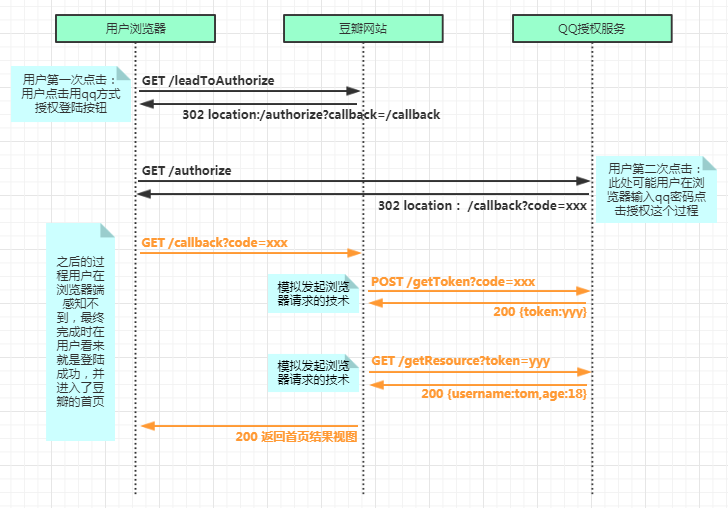 用户浏览器
豆瓣网站
QQ授权服务
用户第一次点击：
用户点击用qq方式
授权登陆按钮
GET /leadToAuthorize
302 location:/authorize?callback=/callback
GET /authorize
302 location： /callback?code=xxx
用户第二次点击：
此处可能用户在浏
览器输入qq密码点
击授权这个过程
之后的过
程用户在
浏览器端
感知不
到，最终
完成时在
用户看来
就是登陆
成功，并
进入了豆
瓣的首页
GET /callback?code=xxx
模拟发起浏览
器请求的技术
POST /getToken?code=xxx
200 {token:yyy}
模拟发起浏览
器请求的技术
GET /getResource?token=yyy
200 {username:tom,age:18}
200 返回首页结果视图